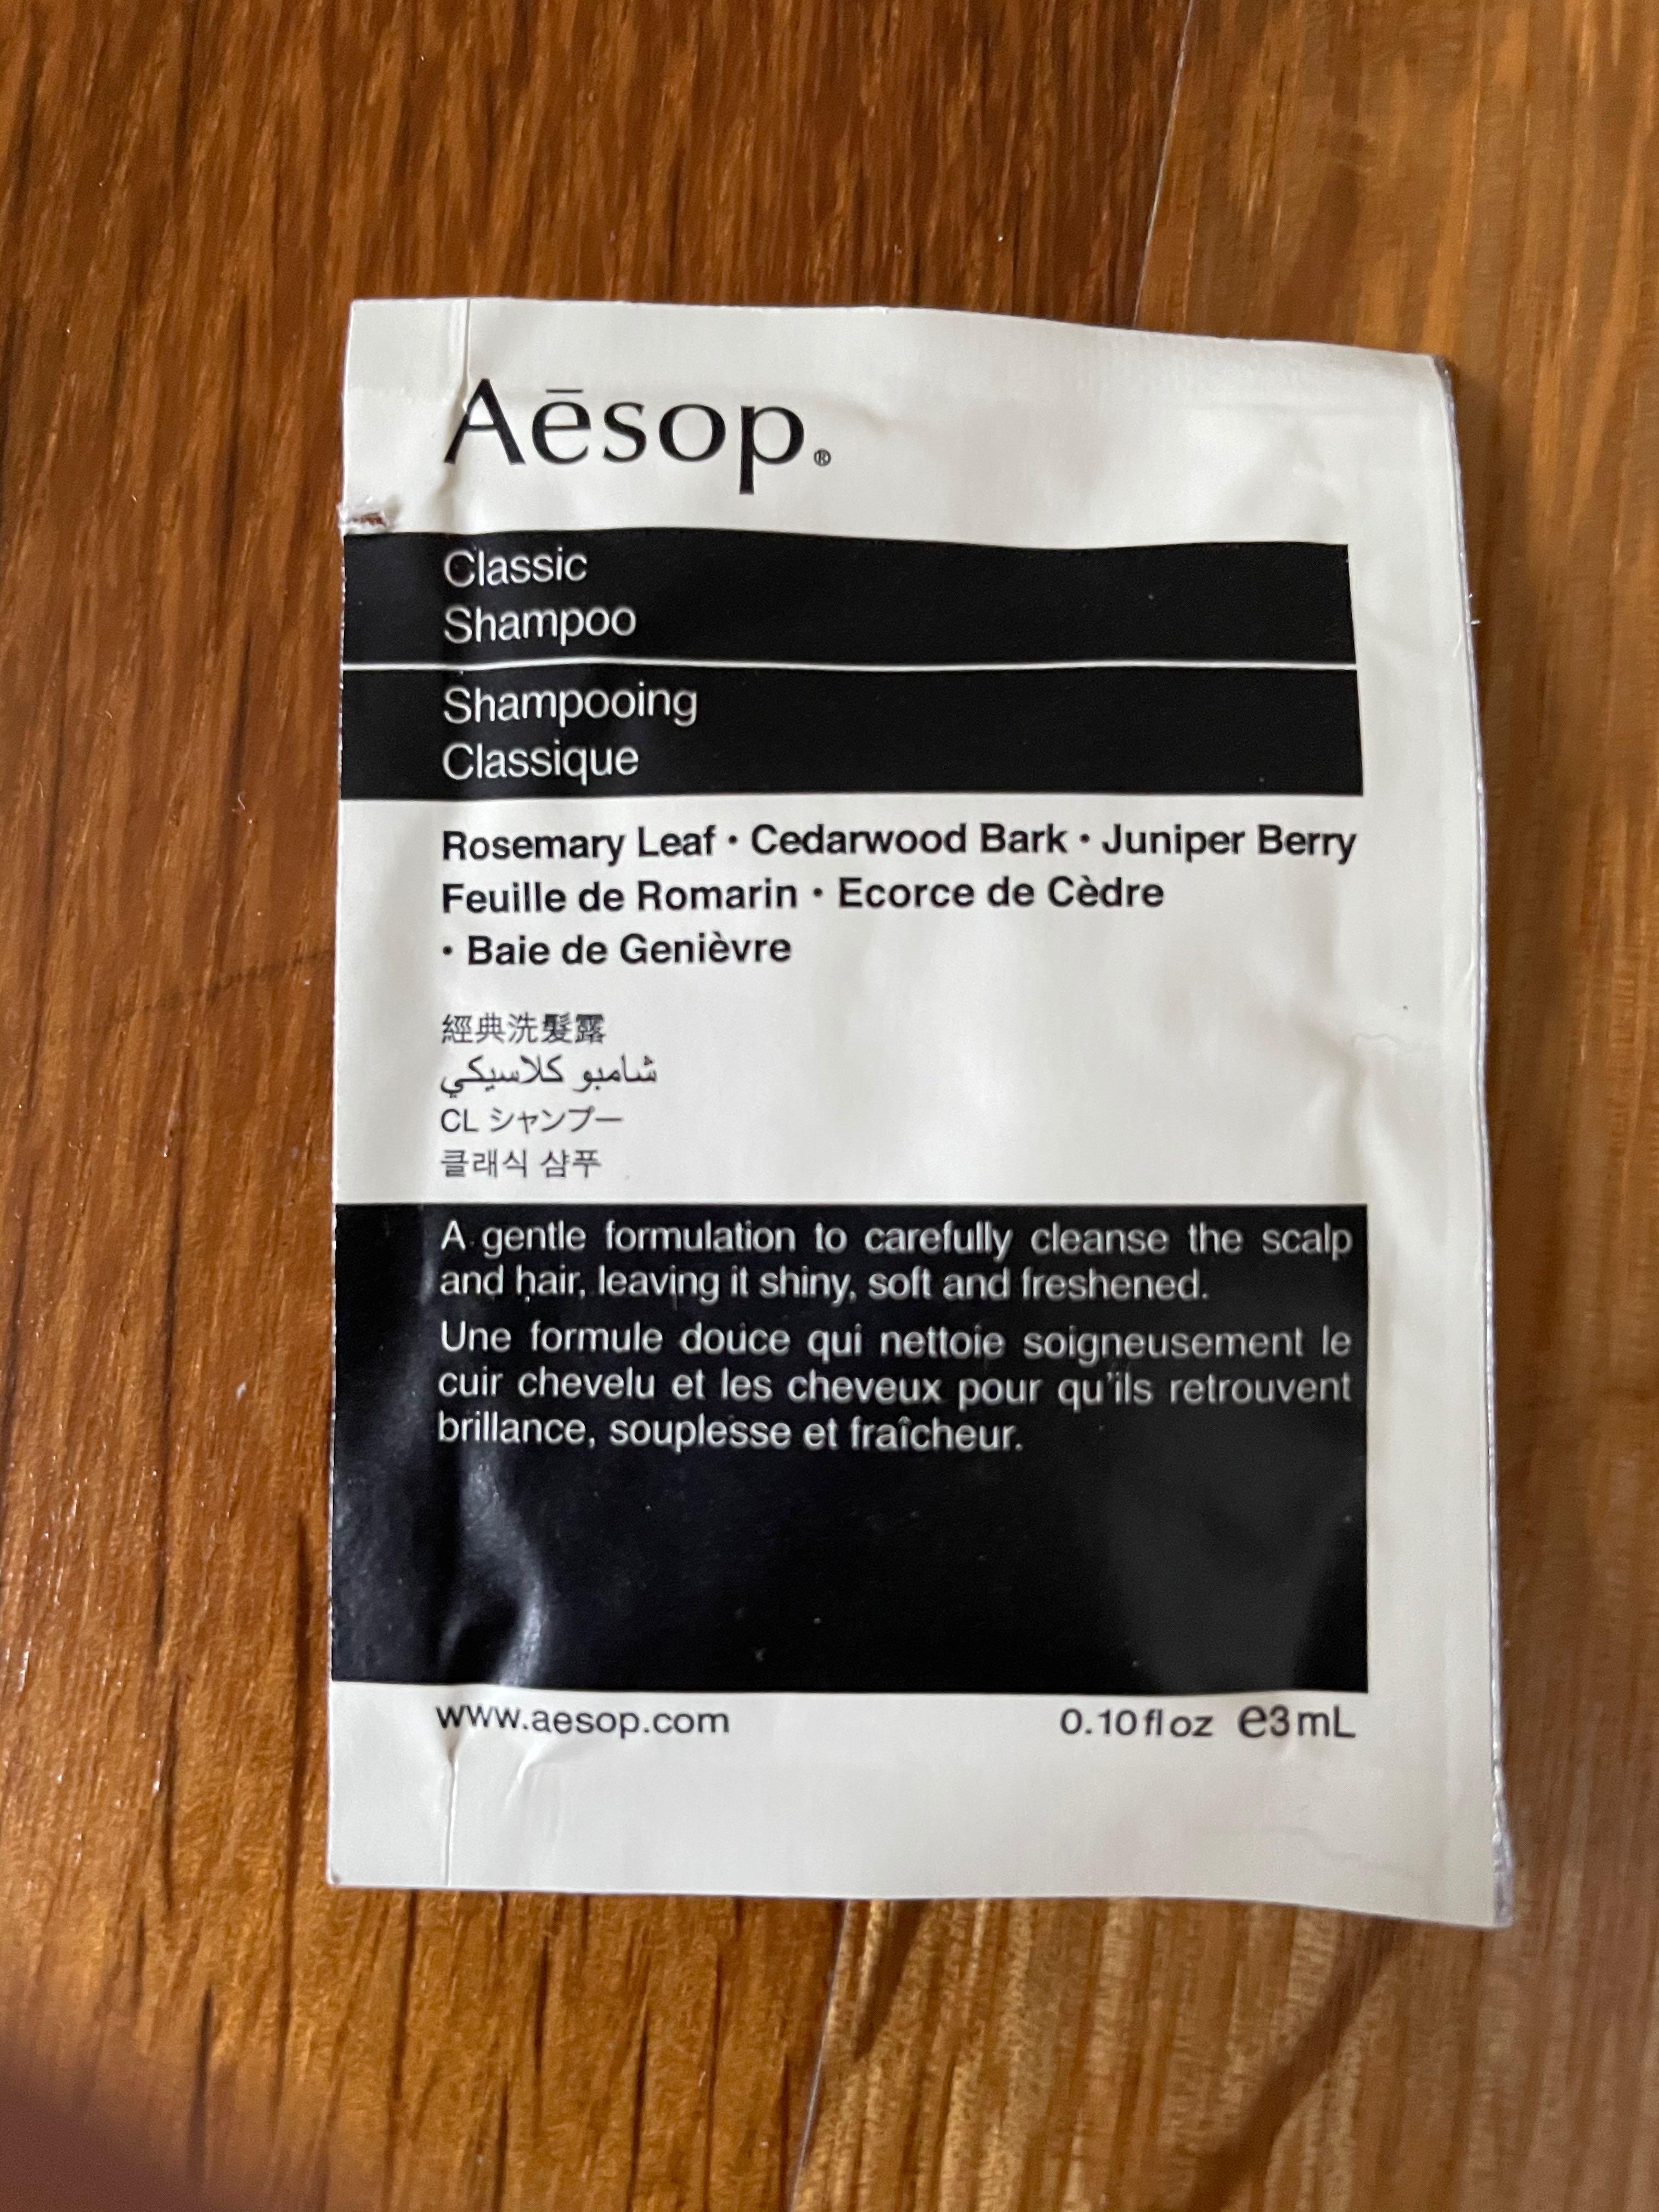 Aēsop®
Classic
Shampoo
Shampooing
Classique
Rosemary Leaf • Cedarwood Bark • Juniper Berry
Feuille de Romarin • Ecorce de Cèdre
• Baie de Genièvre
經典洗髮露
شامبو كلاسيكي
CL シャンプー
클래식 샴푸
A gentle formulation to carefully cleanse the scalp
and hair, leaving it shiny, soft and freshened.
Une formule douce qui nettoie soigneusement le
cuir chevelu et les cheveux pour qu'ils retrouvent
brillance, souplesse et fraîcheur.
www.aesop.com 0.10 fl oz ℮3 mL